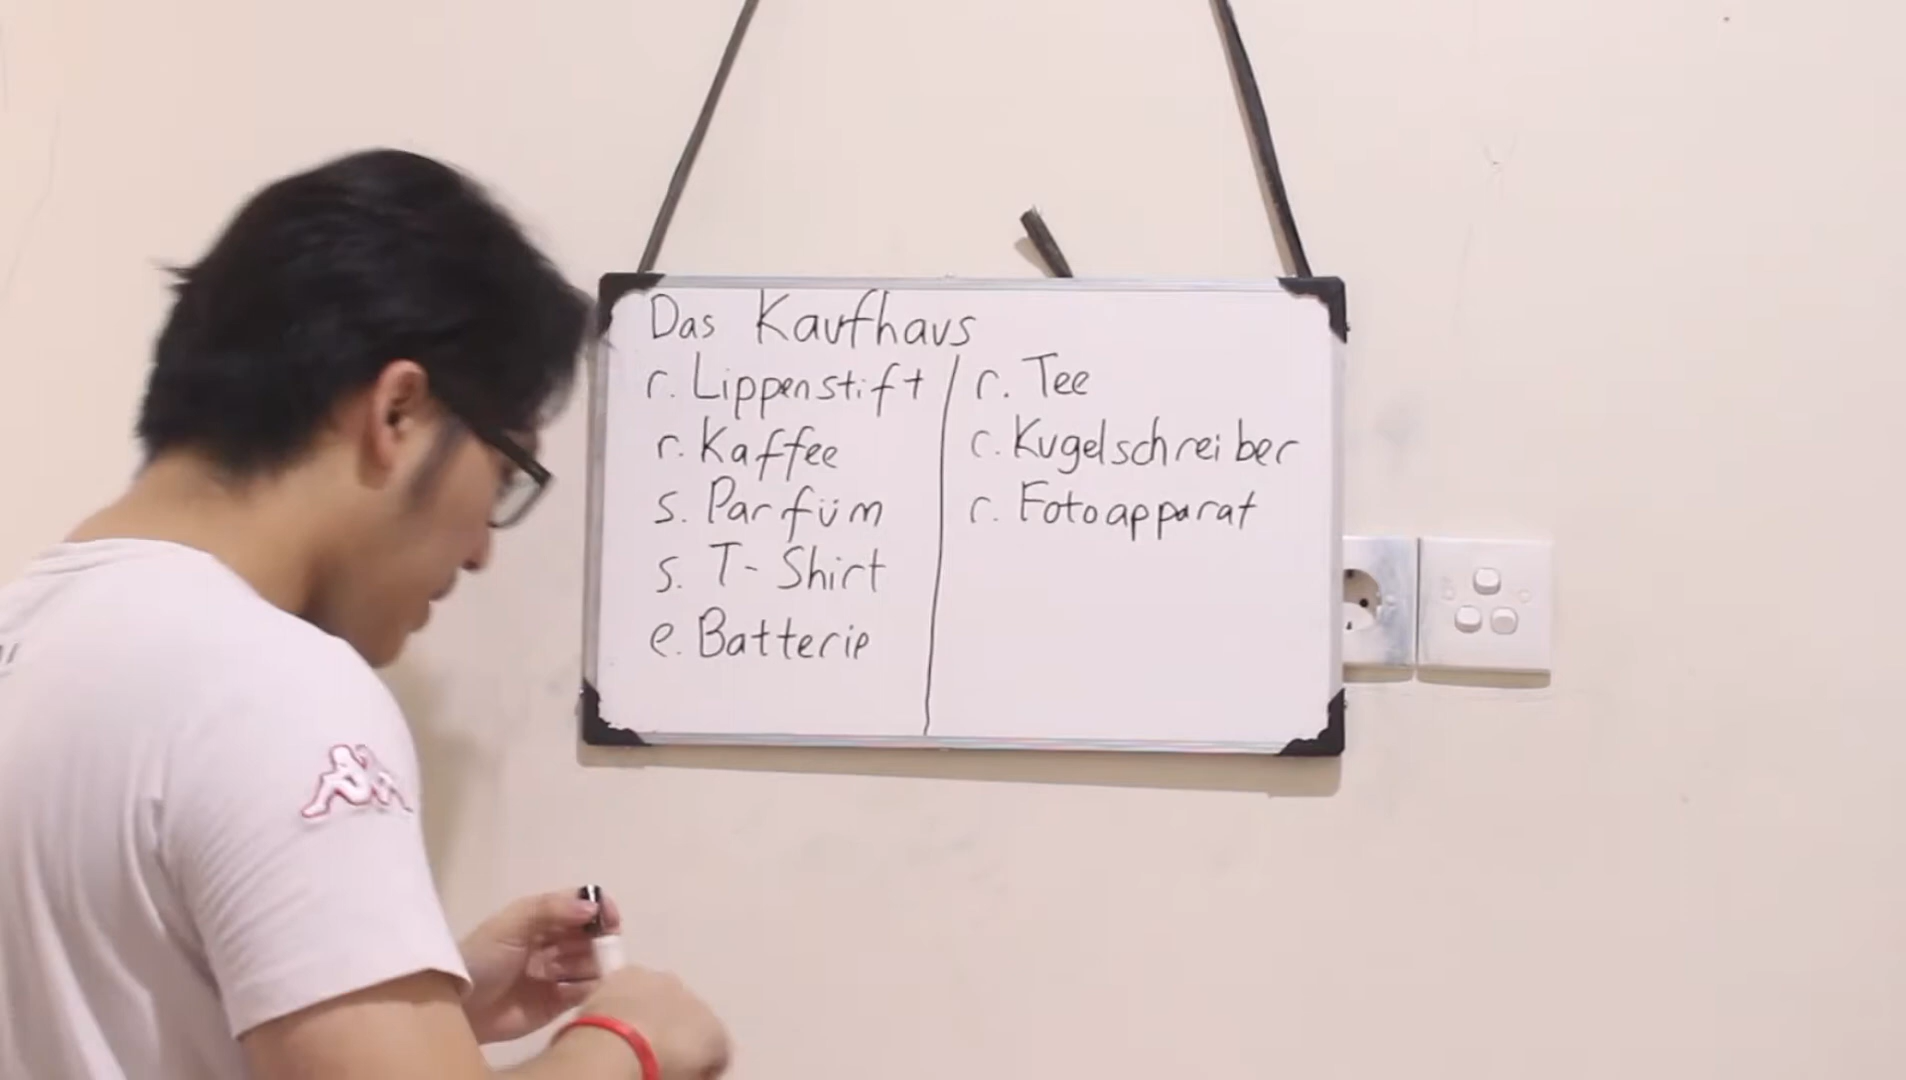 Das Kaufhaus
r. Lippenstift
r. Kaffee
s. Parfüm
s. T-Shirt
e. Batterie
r. Tee
r. Kugelschreiber
r. Fotoapparat